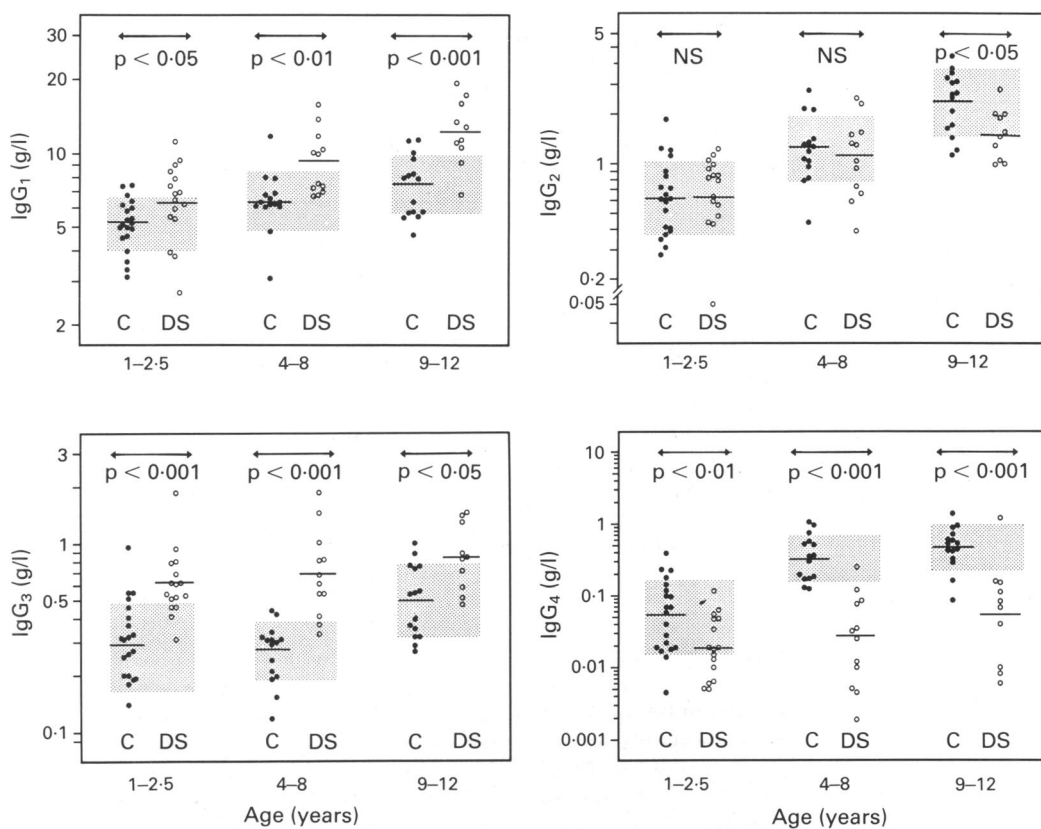 30
p < 0·05
p < 0·01
p < 0·001
20
10
5
2
IgG1 (g/l)
C DS
C DS
C DS
1–2·5
4–8
9–12
5
NS
NS
p < 0·05
1
0·2
0·05
IgG2 (g/l)
C DS
C DS
C DS
1–2·5
4–8
9–12
3
p < 0·001
p < 0·001
p < 0·05
1
0·5
0·1
IgG3 (g/l)
C DS
C DS
C DS
1–2·5
4–8
9–12
Age (years)
10
p < 0·01
p < 0·001
p < 0·001
1
0·1
0·01
0·001
IgG4 (g/l)
C DS
C DS
C DS
1–2·5
4–8
9–12
Age (years)